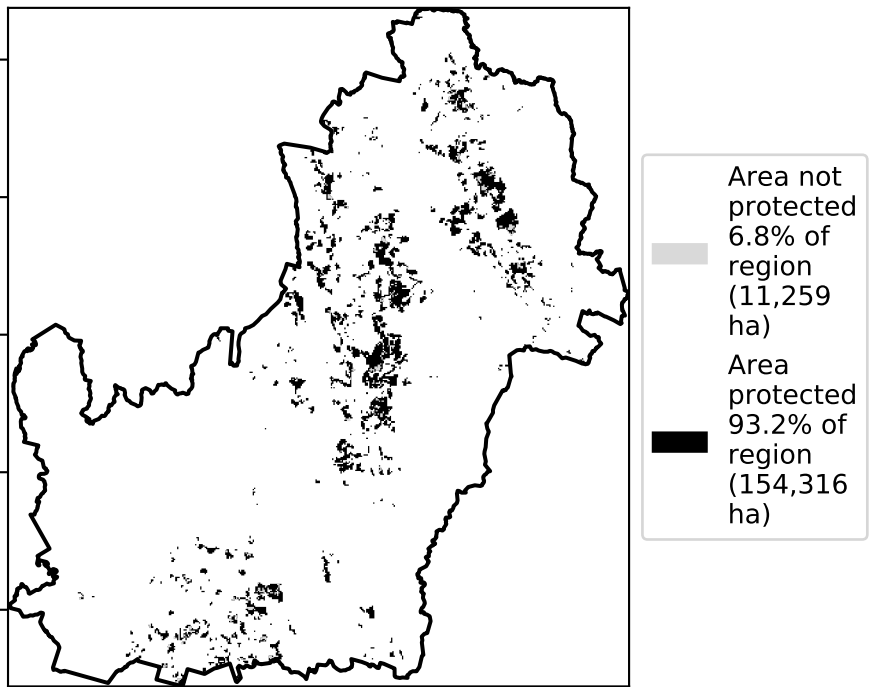 Area not
protected
6.8% of
region
(11,259
ha)
Area
protected
93.2% of
region
(154,316
ha)